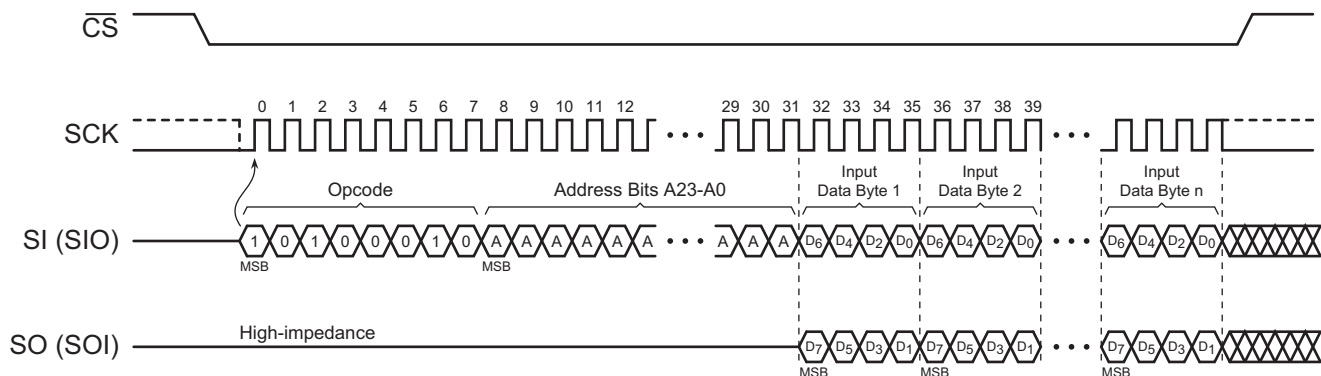 CS
0 1 2 3 4 5 6 7 8 9 10 11 12 29 30 31 32 33 34 35 36 37 38 39
SCK
Opcode
Address Bits A23-A0
Input
Data Byte 1
Input
Data Byte 2
Input
Data Byte n
SI (SIO)
1 0 1 0 0 0 1 0 A A A A A A A A A D6 D4 D2 D0 D6 D4 D2 D0 D6 D4 D2 D0
MSB MSB
High-impedance
SO (SOI)
D7 D5 D3 D1 D7 D5 D3 D1 D7 D5 D3 D1
MSB MSB MSB